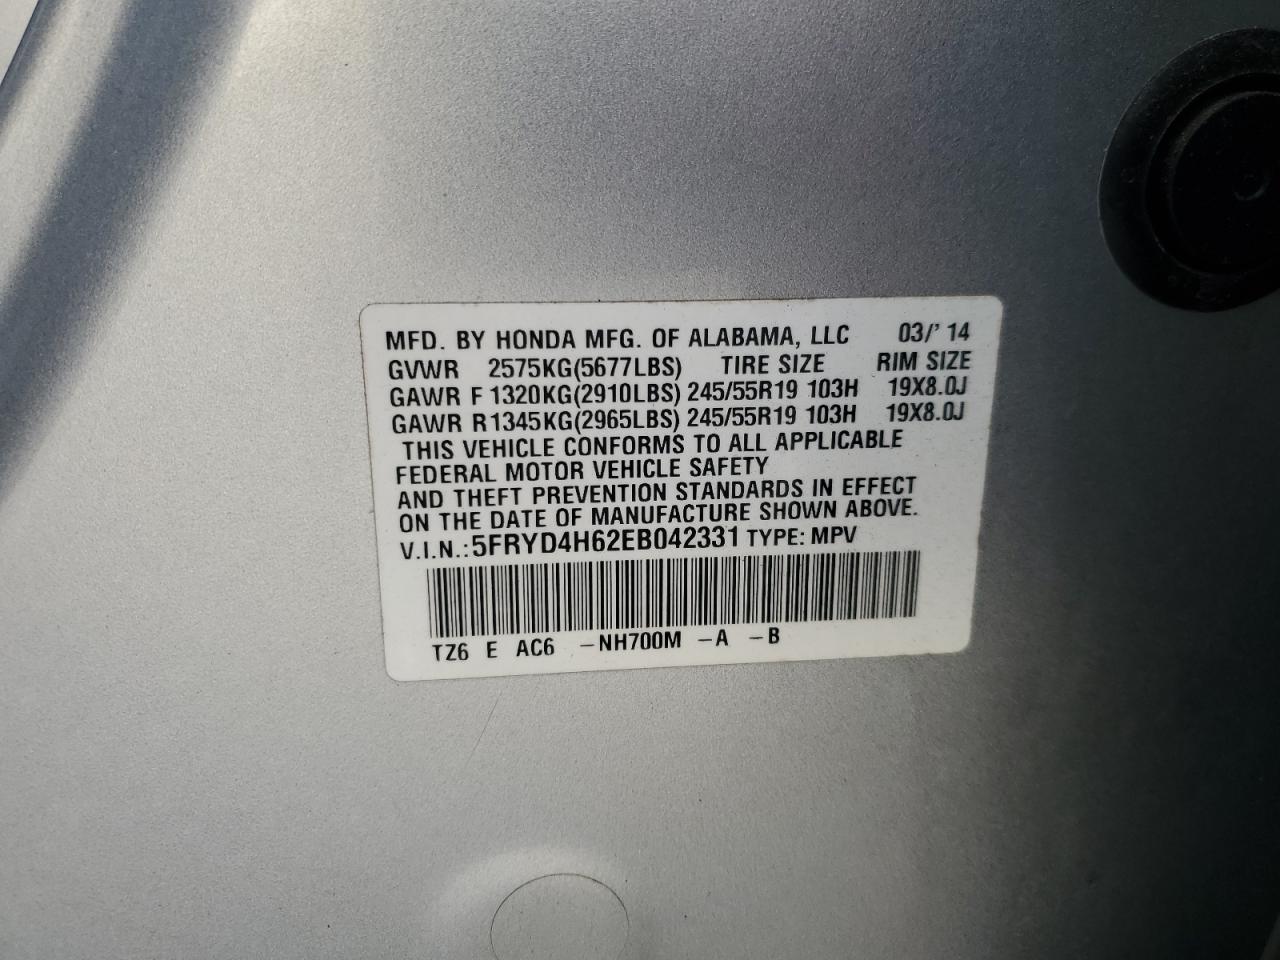 MFD. BY HONDA MFG. OF ALABAMA, LLC 03/'14
GVWR 2575KG(5677LBS) TIRE SIZE RIM SIZE
GAWR F 1320KG(2910LBS) 245/55R19 103H 19X8.0J
GAWR R1345KG(2965LBS) 245/55R19 103H 19X8.0J
THIS VEHICLE CONFORMS TO ALL APPLICABLE
FEDERAL MOTOR VEHICLE SAFETY
AND THEFT PREVENTION STANDARDS IN EFFECT
ON THE DATE OF MANUFACTURE SHOWN ABOVE.
V.I.N.:5FRYD4H62EB042331 TYPE: MPV
TZ6 E AC6 -NH700M -A -B